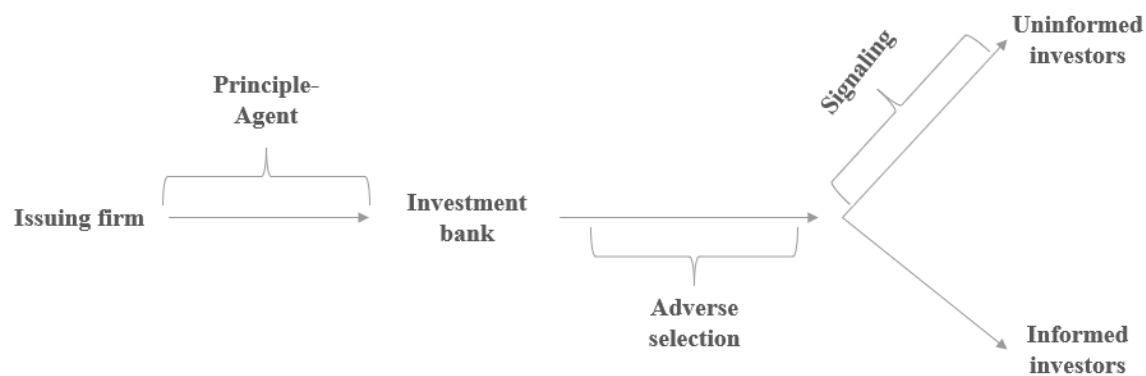 Uninformed
investors
Signaling
Principle-
Agent
Issuing firm
Investment
bank
Adverse
selection
Informed
investors